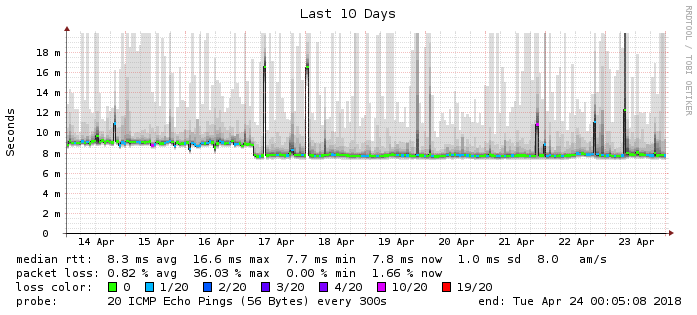 Last 10 Days
RRDTOOL / TOBI OETIKER
Seconds
18 m
16 m
14 m
12 m
10 m
8 m
6 m
4 m
2 m
0
14 Apr 15 Apr 16 Apr 17 Apr 18 Apr 19 Apr 20 Apr 21 Apr 22 Apr 23 Apr
median rtt: 8.3 ms avg 16.6 ms max 7.7 ms min 7.8 ms now 1.0 ms sd 8.0 am/s
packet loss: 0.82 % avg 36.03 % max 0.00 % min 1.66 % now
loss color: 0 1/20 2/20 3/20 4/20 10/20 19/20
probe: 20 ICMP Echo Pings (56 Bytes) every 300s end: Tue Apr 24 00:05:08 2018